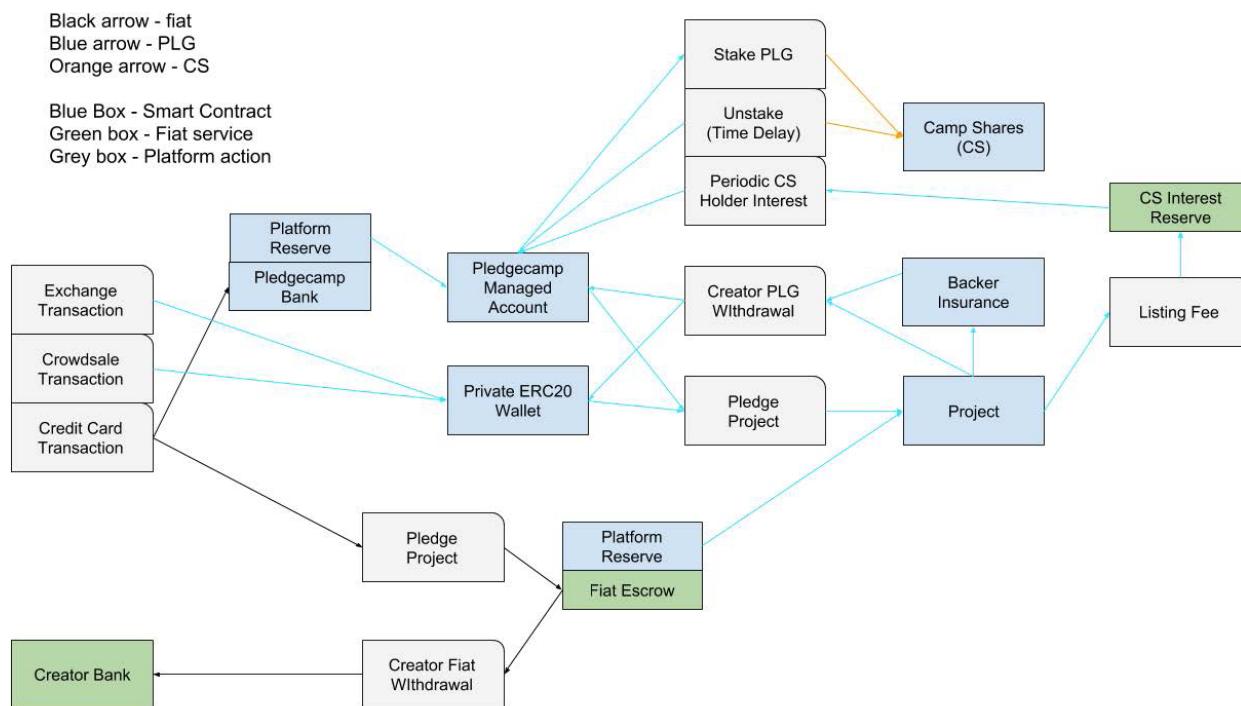 Black arrow - fiat
Blue arrow - PLG
Orange arrow - CS
Blue Box - Smart Contract
Green box - Fiat service
Grey box - Platform action
Stake PLG
Unstake
(Time Delay)
Periodic CS
Holder Interest
Camp Shares
(CS)
CS Interest
Reserve
Platform
Reserve
Pledgecamp
Bank
Pledgecamp
Managed
Account
Creator PLG
WIthdrawal
Backer
Insurance
Listing Fee
Exchange
Transaction
Crowdsale
Transaction
Credit Card
Transaction
Private ERC20
Wallet
Pledge
Project
Project
Pledge
Project
Platform
Reserve
Fiat Escrow
Creator Bank
Creator Fiat
WIthdrawal